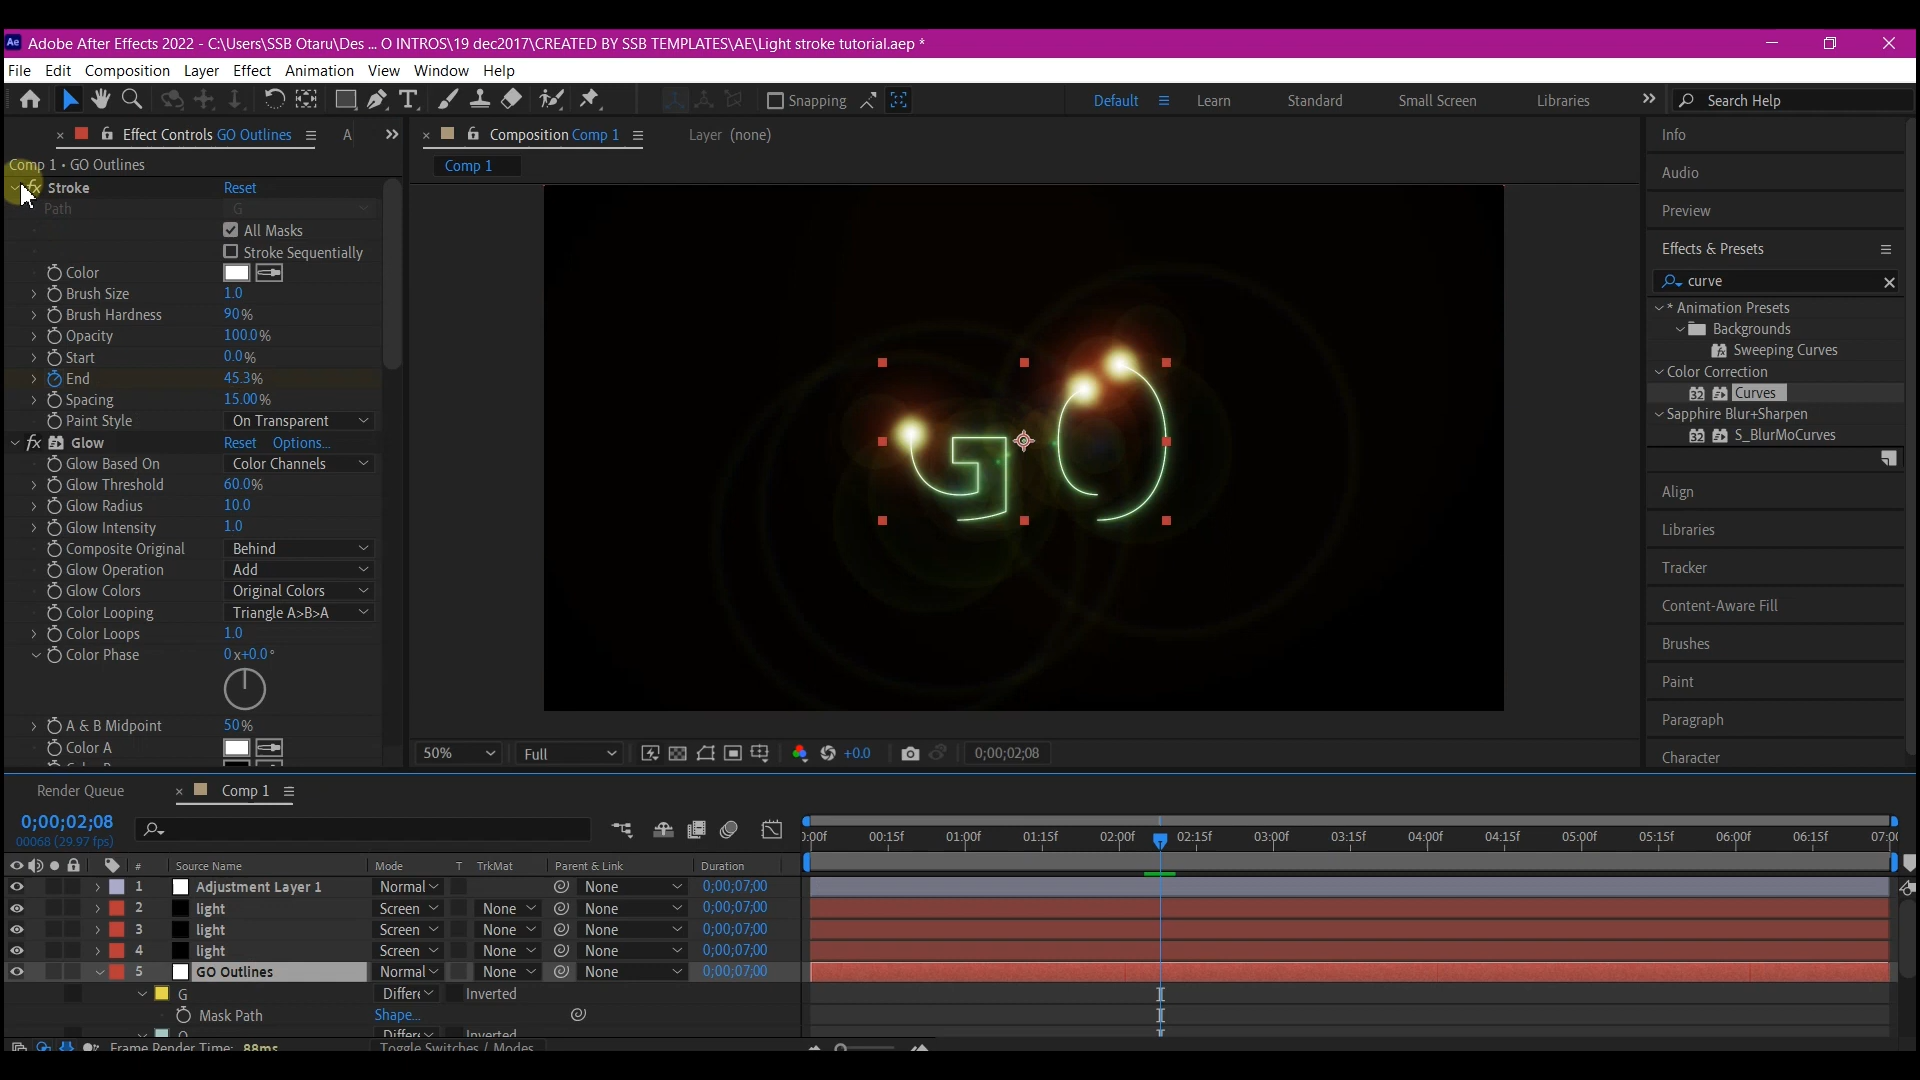 Ae Adobe After Effects 2022 - C:\Users\SSB Otaru\Des ... O INTROS\19 dec2017\CREATED BY SSB TEMPLATES\AE\Light stroke tutorial.aep *
File Edit Composition Layer Effect Animation View Window Help
Snapping Default Learn Standard Small Screen Libraries Search Help
Effect Controls GO Outlines A
Comp 1 • GO Outlines
fx Stroke Reset
Path G
All Masks
Stroke Sequentially
Color
Brush Size 1.0
Brush Hardness 90%
Opacity 100.0%
Start 0.0%
End 45.3%
Spacing 15.00%
Paint Style On Transparent
fx Glow Reset Options...
Glow Based On Color Channels
Glow Threshold 60.0%
Glow Radius 10.0
Glow Intensity 1.0
Composite Original Behind
Glow Operation Add
Glow Colors Original Colors
Color Looping Triangle A>B>A
Color Loops 1.0
Color Phase 0x+0.0°
A & B Midpoint 50%
Color A
Composition Comp 1 Layer (none)
Comp 1
GO
50% Full +0.0 0;00;02;08
Info
Audio
Preview
Effects & Presets
curve
* Animation Presets
Backgrounds
Sweeping Curves
Color Correction
32 Curves
Sapphire Blur+Sharpen
32 S_BlurMoCurves
Align
Libraries
Tracker
Content-Aware Fill
Brushes
Paint
Paragraph
Character
Render Queue Comp 1
0;00;02;08
00068 (29.97 fps)
00:15f 01:00f 01:15f 02:00f 02:15f 03:00f 03:15f 04:00f 04:15f 05:00f 05:15f 06:00f 06:15f
# Source Name Mode T TrkMat Parent & Link Duration
1 Adjustment Layer 1 Normal None 0;00;07;00
2 light Screen None None 0;00;07;00
3 light Screen None None 0;00;07;00
4 light Screen None None 0;00;07;00
5 GO Outlines Normal None None 0;00;07;00
G Inverted
Mask Path Shape...
Inverted
Frame Render Time: 88ms Toggle Switches / Modes